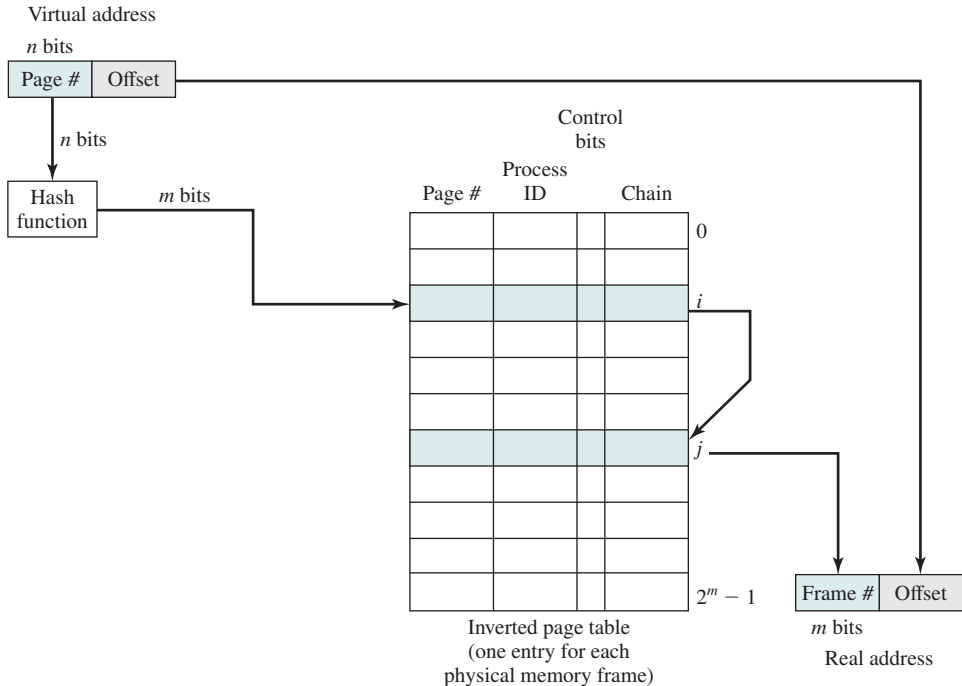 Virtual address
n bits
Page # Offset
n bits
Hash
function
m bits
Control
bits
Process
Page # ID Chain
0
i
j
2^m − 1
Inverted page table
(one entry for each
physical memory frame)
Frame # Offset
m bits
Real address